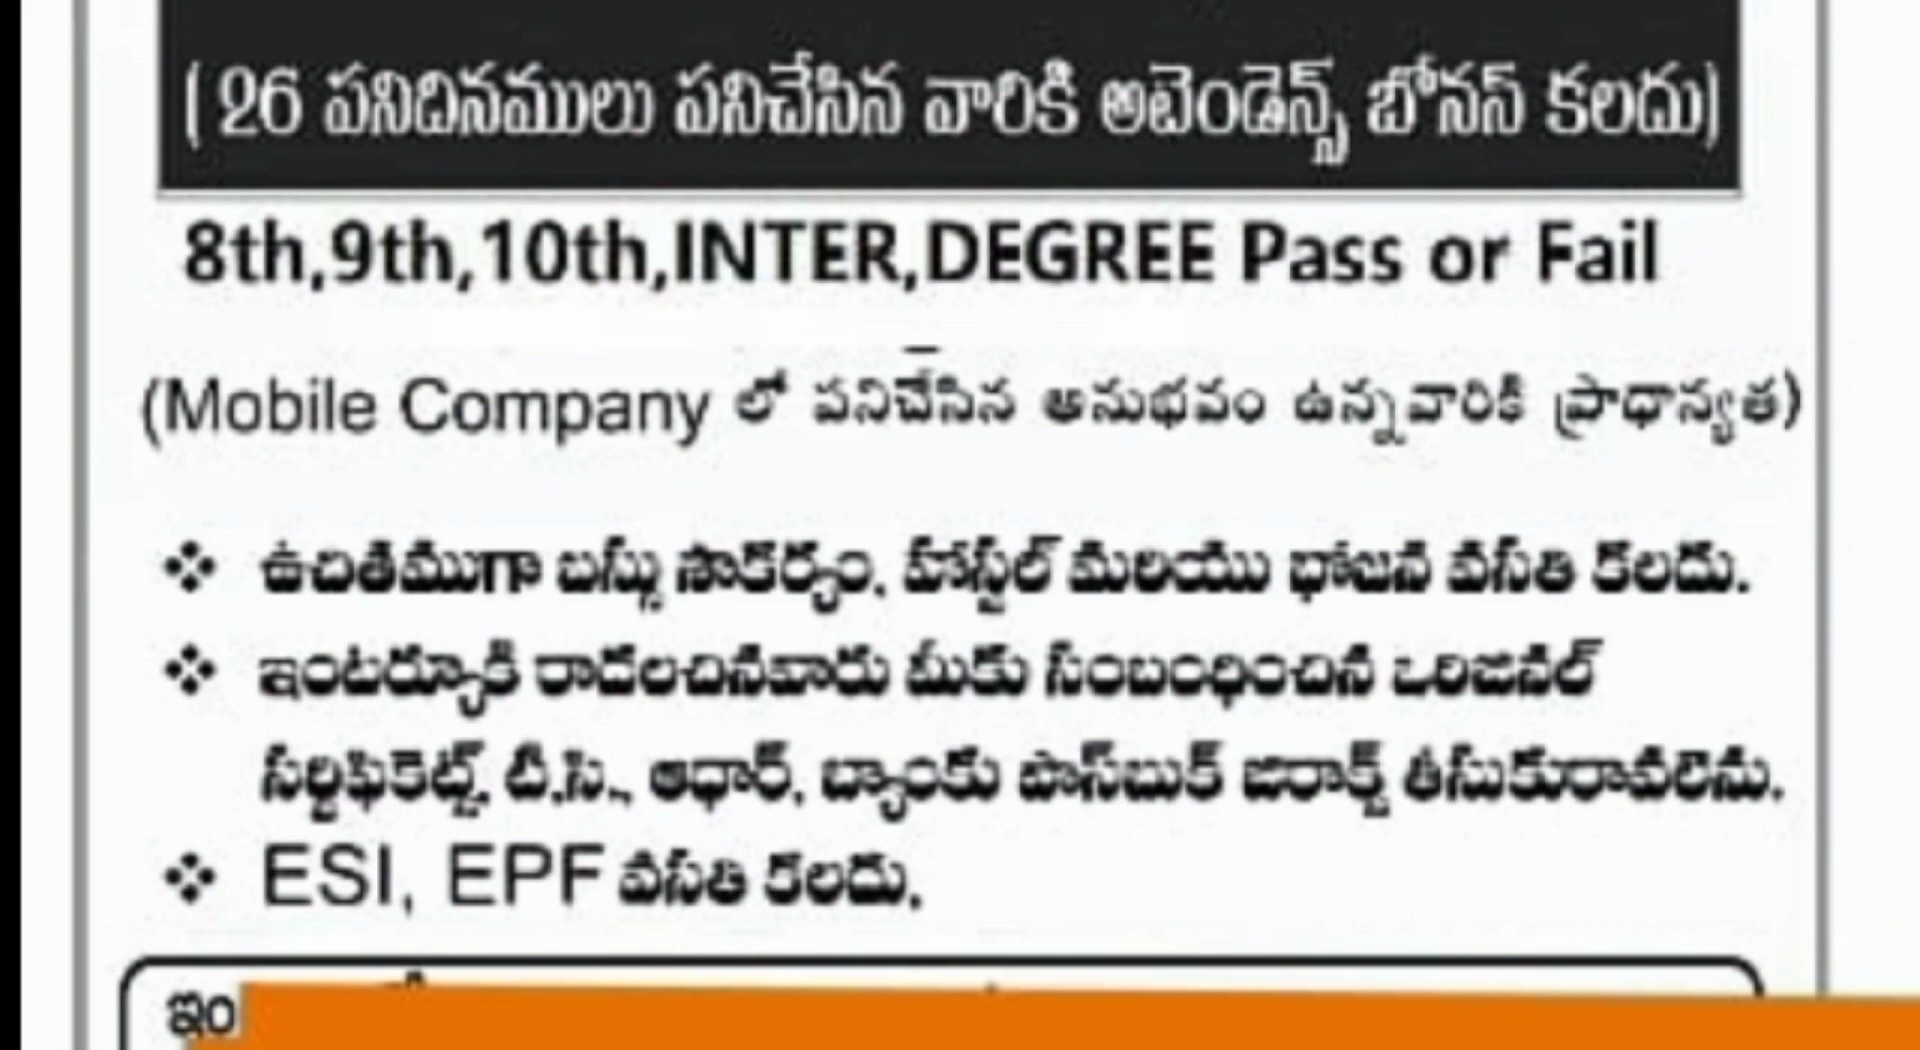 ( 26 పనిదినములు పనిచేసిన వారికి అటెండెన్స్ బోనస్ కలదు)
8th,9th,10th,INTER,DEGREE Pass or Fail
(Mobile Company లో పనిచేసిన అనుభవం ఉన్నవారికి ప్రాధాన్యత)
❖ ఉచితముగా బస్సు సౌకర్యం, హాస్టల్ మరియు భోజన వసతి కలదు.
❖ ఇంటర్వ్యూకి రాదలచినవారు మీకు సంబంధించిన ఒరిజినల్
సర్టిఫికెట్స్, టి.సి., ఆధార్, బ్యాంకు పాస్‌బుక్ జిరాక్స్ తీసుకురావలెను.
❖ ESI, EPF వసతి కలదు.
ఇం